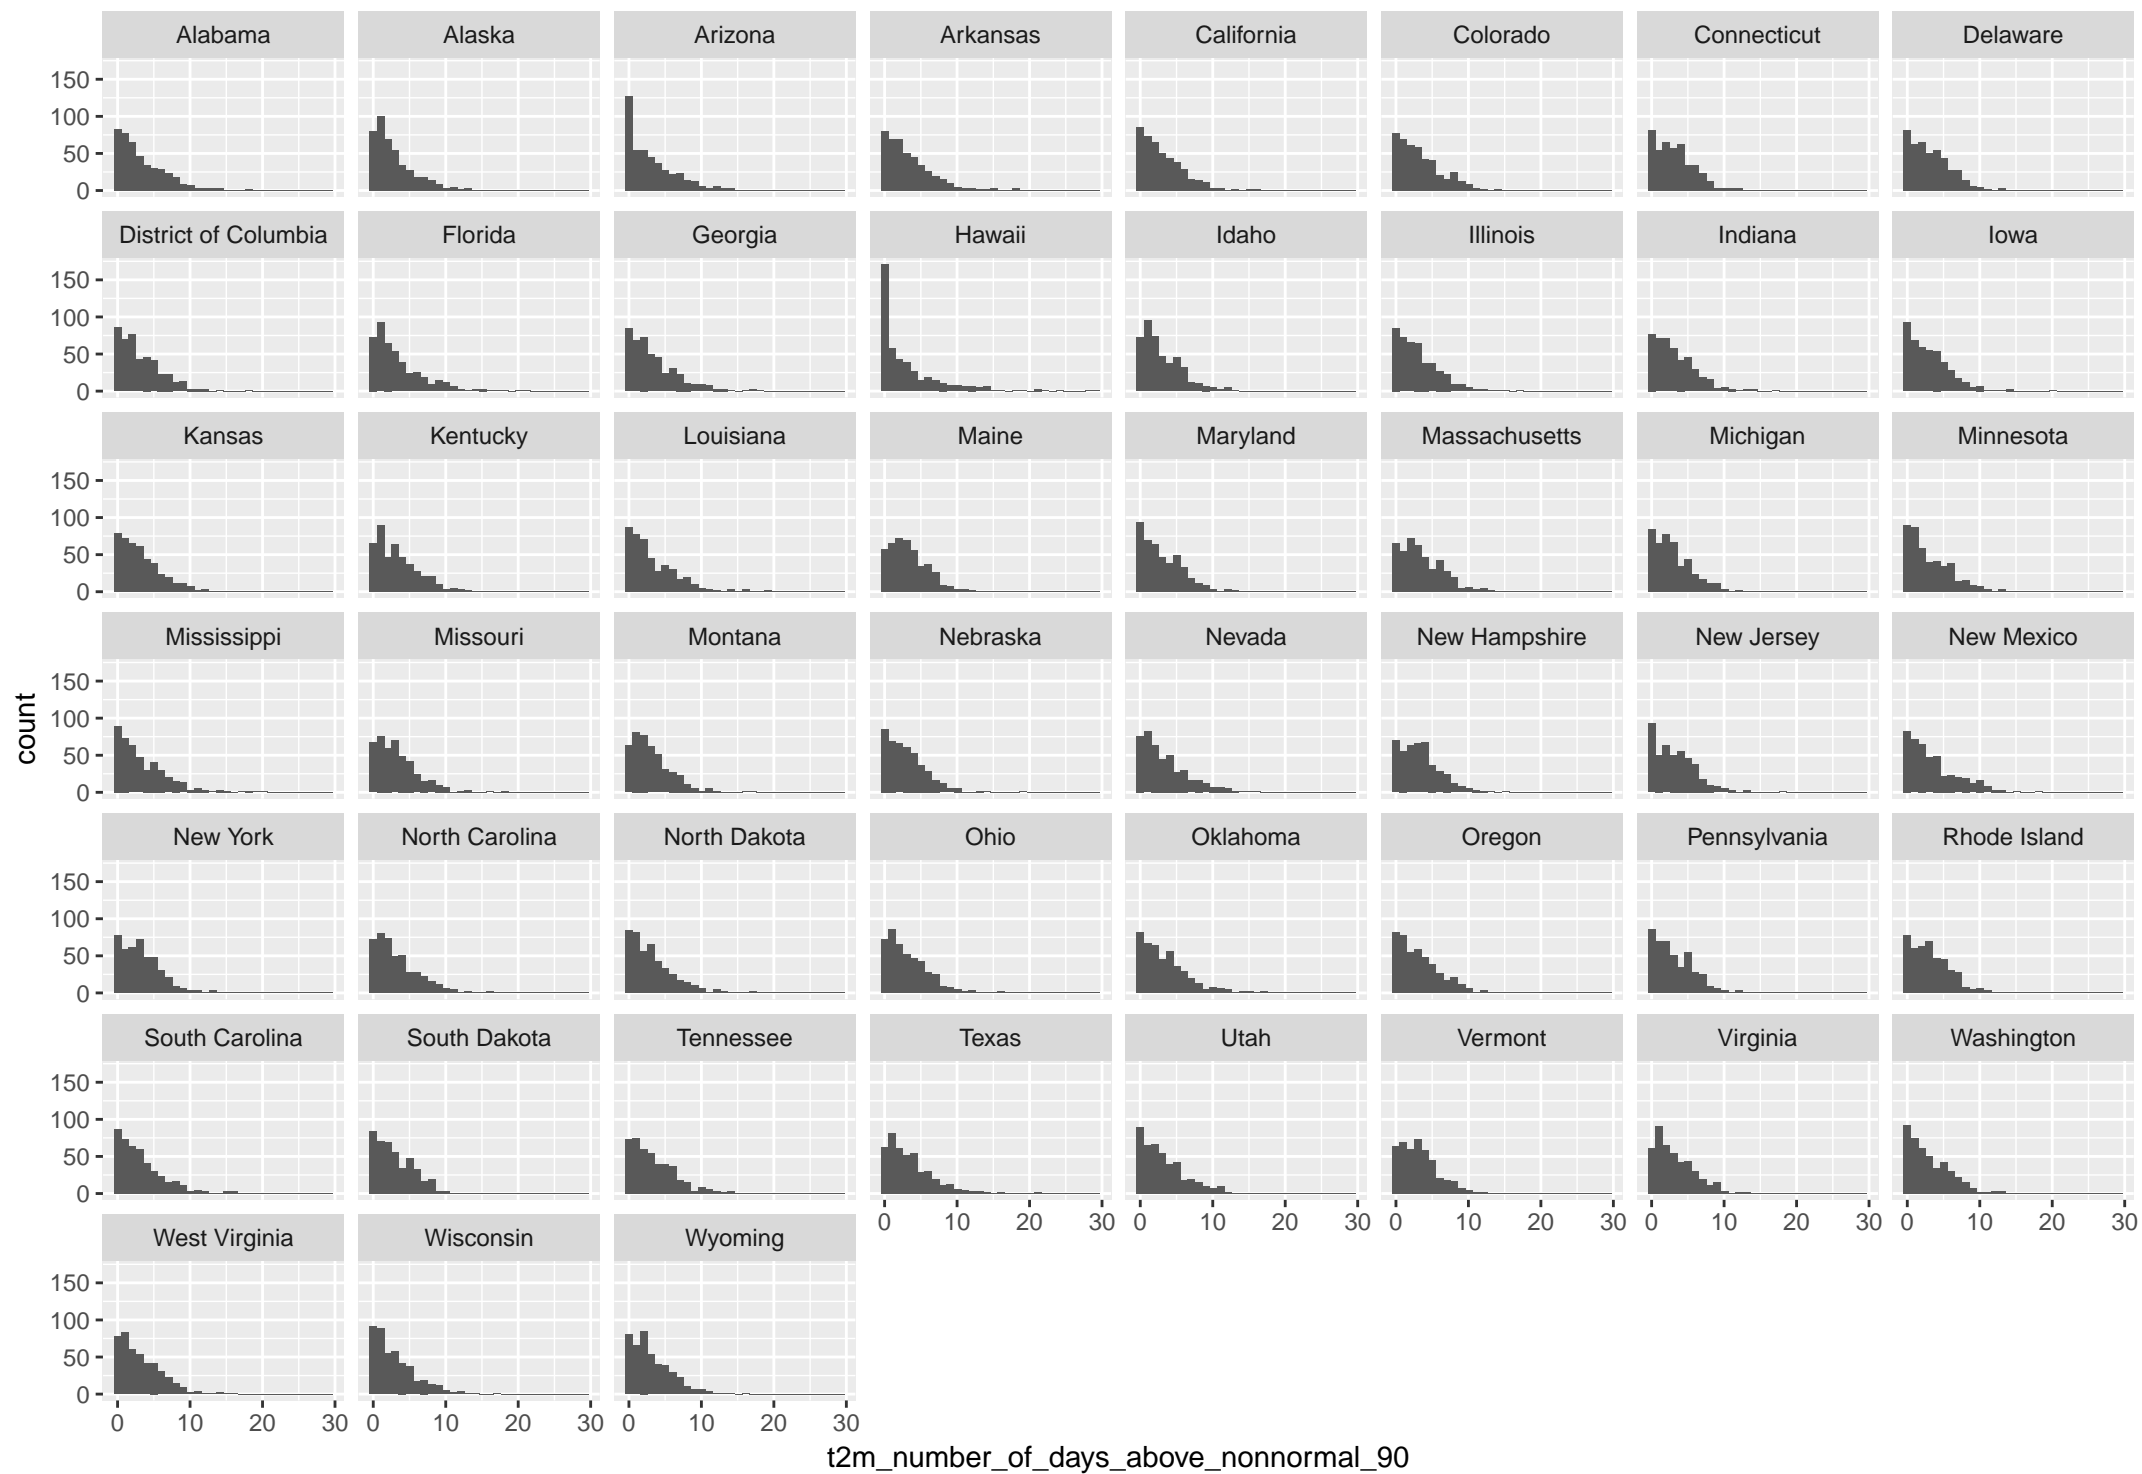 Alabama Alaska Arizona Arkansas California Colorado Connecticut Delaware
150
100
50
0
District of Columbia Florida Georgia Hawaii Idaho Illinois Indiana Iowa
150
100
50
0
Kansas Kentucky Louisiana Maine Maryland Massachusetts Michigan Minnesota
150
100
50
0
Mississippi Missouri Montana Nebraska Nevada New Hampshire New Jersey New Mexico
150
100
50
0
count
New York North Carolina North Dakota Ohio Oklahoma Oregon Pennsylvania Rhode Island
150
100
50
0
South Carolina South Dakota Tennessee Texas Utah Vermont Virginia Washington
150
100
50
0
0 10 20 30 0 10 20 30 0 10 20 30 0 10 20 30 0 10 20 30
West Virginia Wisconsin Wyoming
150
100
50
0
0 10 20 30 0 10 20 30 0 10 20 30
t2m_number_of_days_above_nonnormal_90